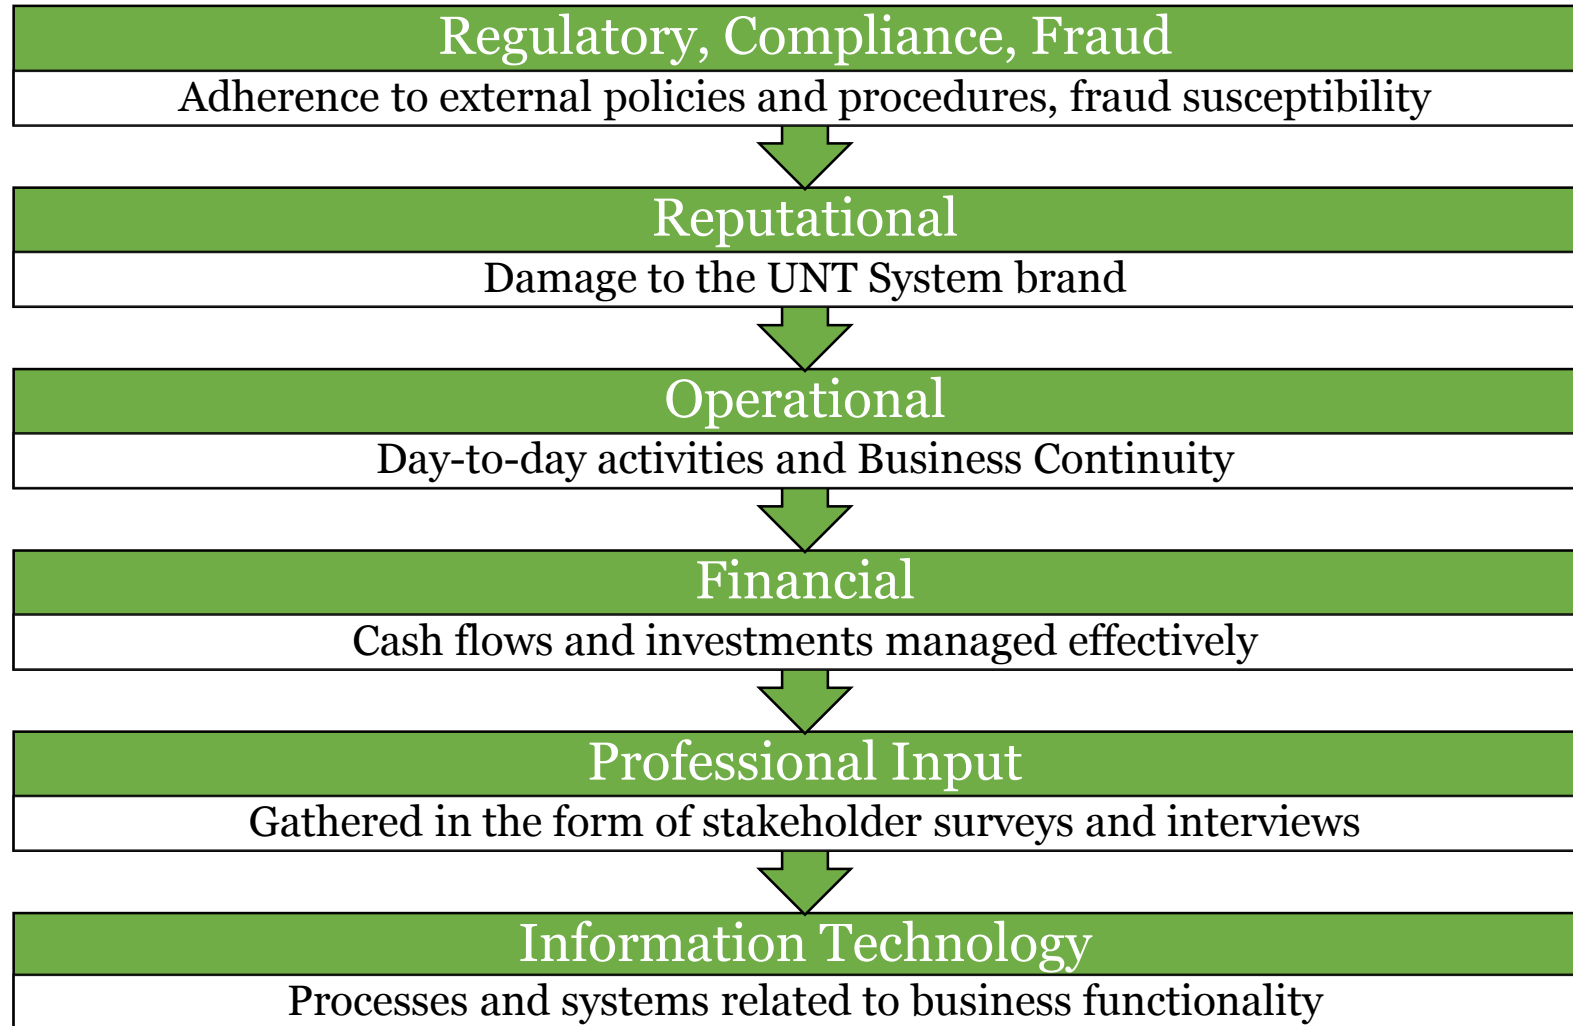 Regulatory, Compliance, Fraud
Adherence to external policies and procedures, fraud susceptibility
Reputational
Damage to the UNT System brand
Operational
Day-to-day activities and Business Continuity
Financial
Cash flows and investments managed effectively
Professional Input
Gathered in the form of stakeholder surveys and interviews
Information Technology
Processes and systems related to business functionality